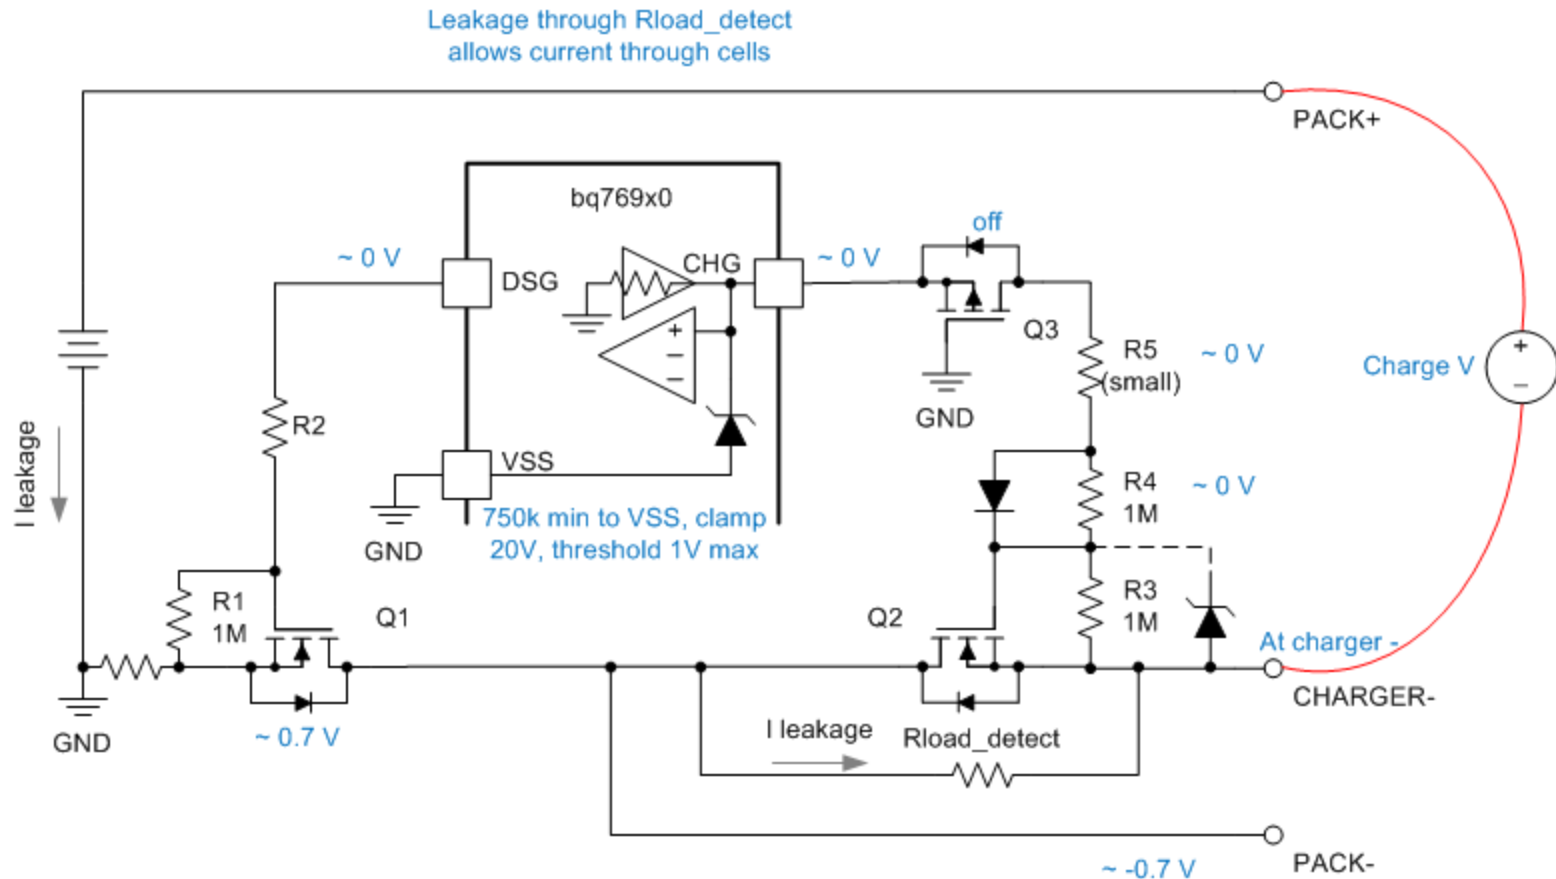 Leakage through Rload_detect
allows current through cells
PACK+
bq769x0
off
~ 0 V
DSG
CHG
~ 0 V
+
−
−
Q3
R5
(small)
~ 0 V
Charge V
+
−
GND
R2
I leakage
VSS
R4
1M
~ 0 V
GND
750k min to VSS, clamp
20V, threshold 1V max
R1
1M
Q1
Q2
R3
1M
At charger -
CHARGER-
GND
~ 0.7 V
I leakage
Rload_detect
~ -0.7 V
PACK-